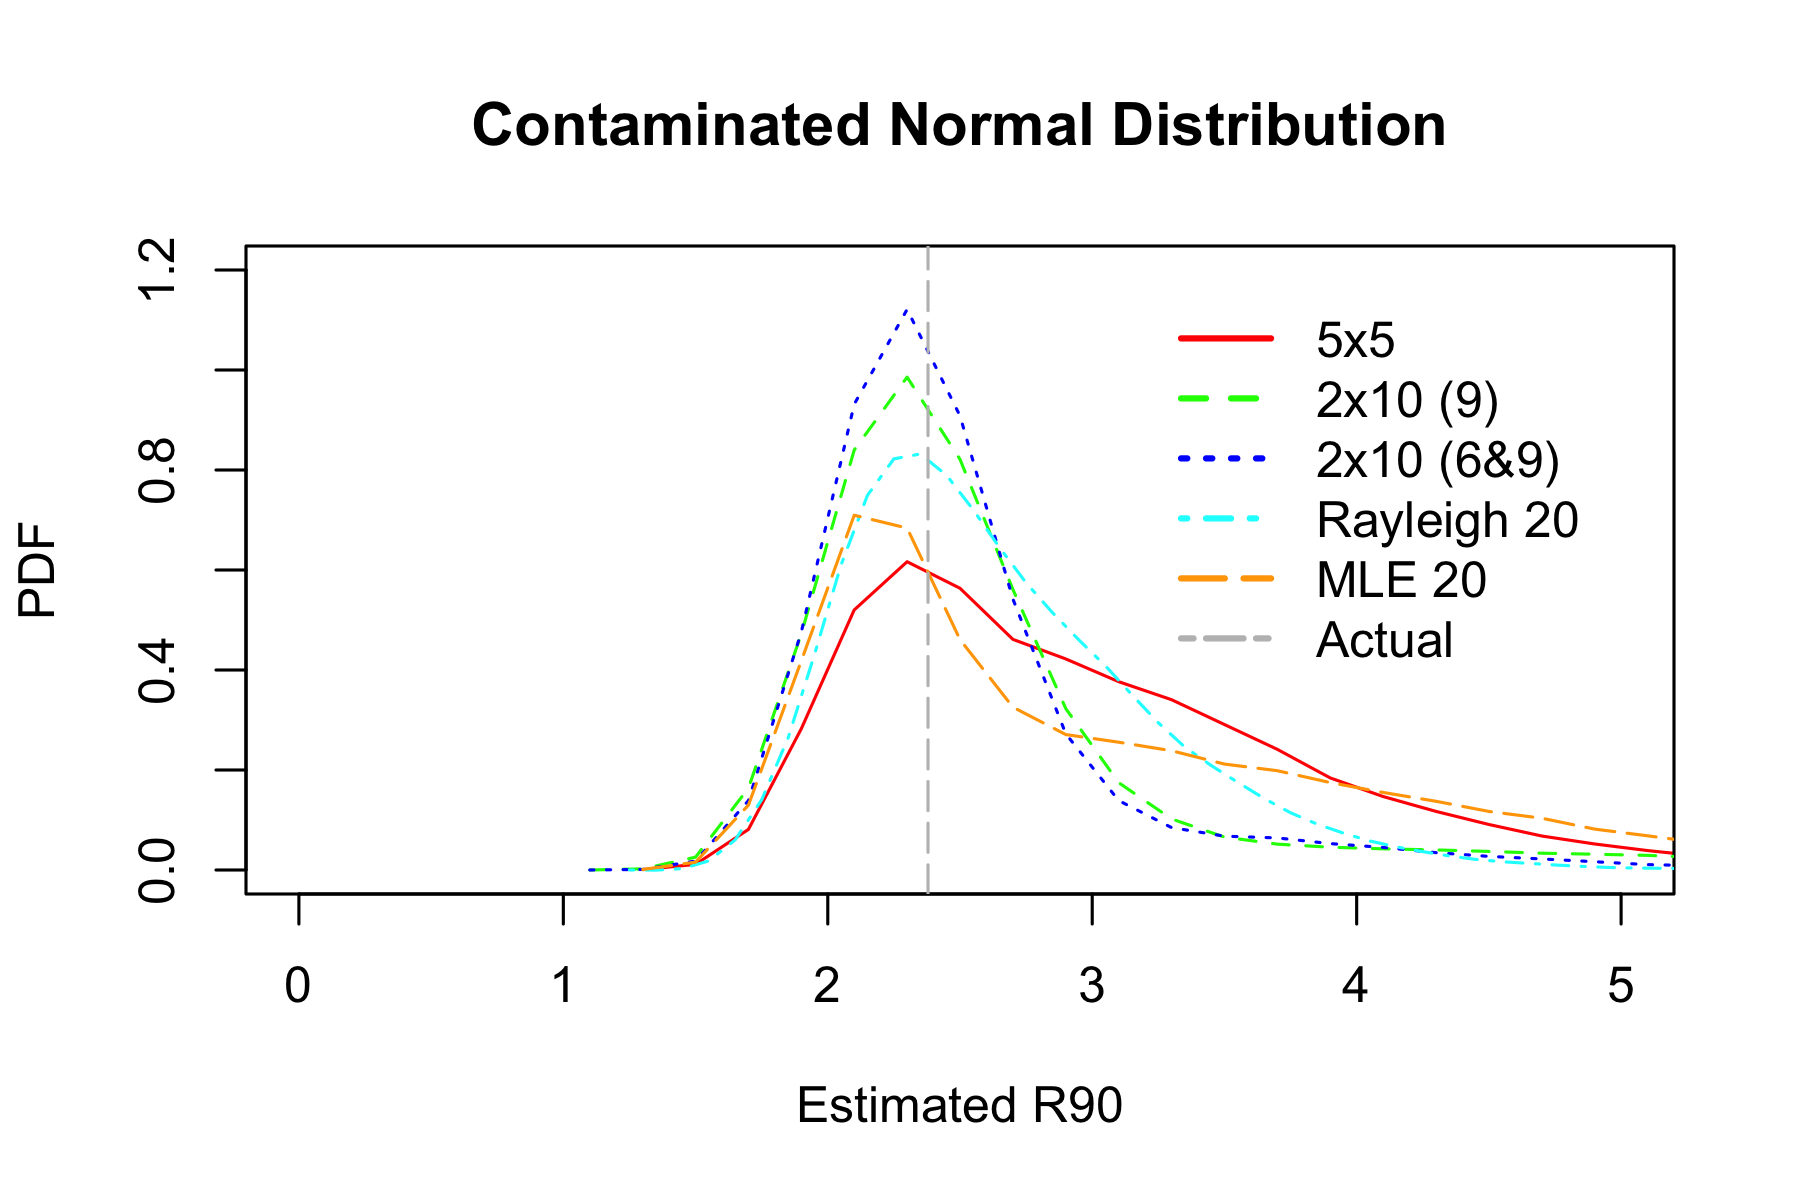 Contaminated Normal Distribution
PDF
1.2
0.8
0.4
0.0
5x5
2x10 (9)
2x10 (6&9)
Rayleigh 20
MLE 20
Actual
0 1 2 3 4 5
Estimated R90